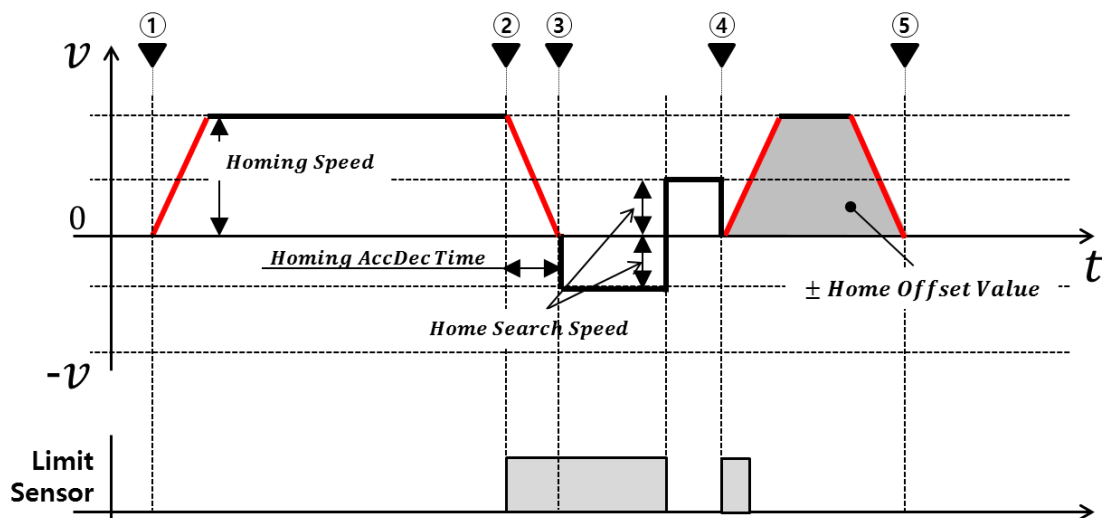 ① ② ③ ④ ⑤
v
Homing Speed
0
Homing AccDec Time
t
± Home Offset Value
Home Search Speed
-v
Limit
Sensor